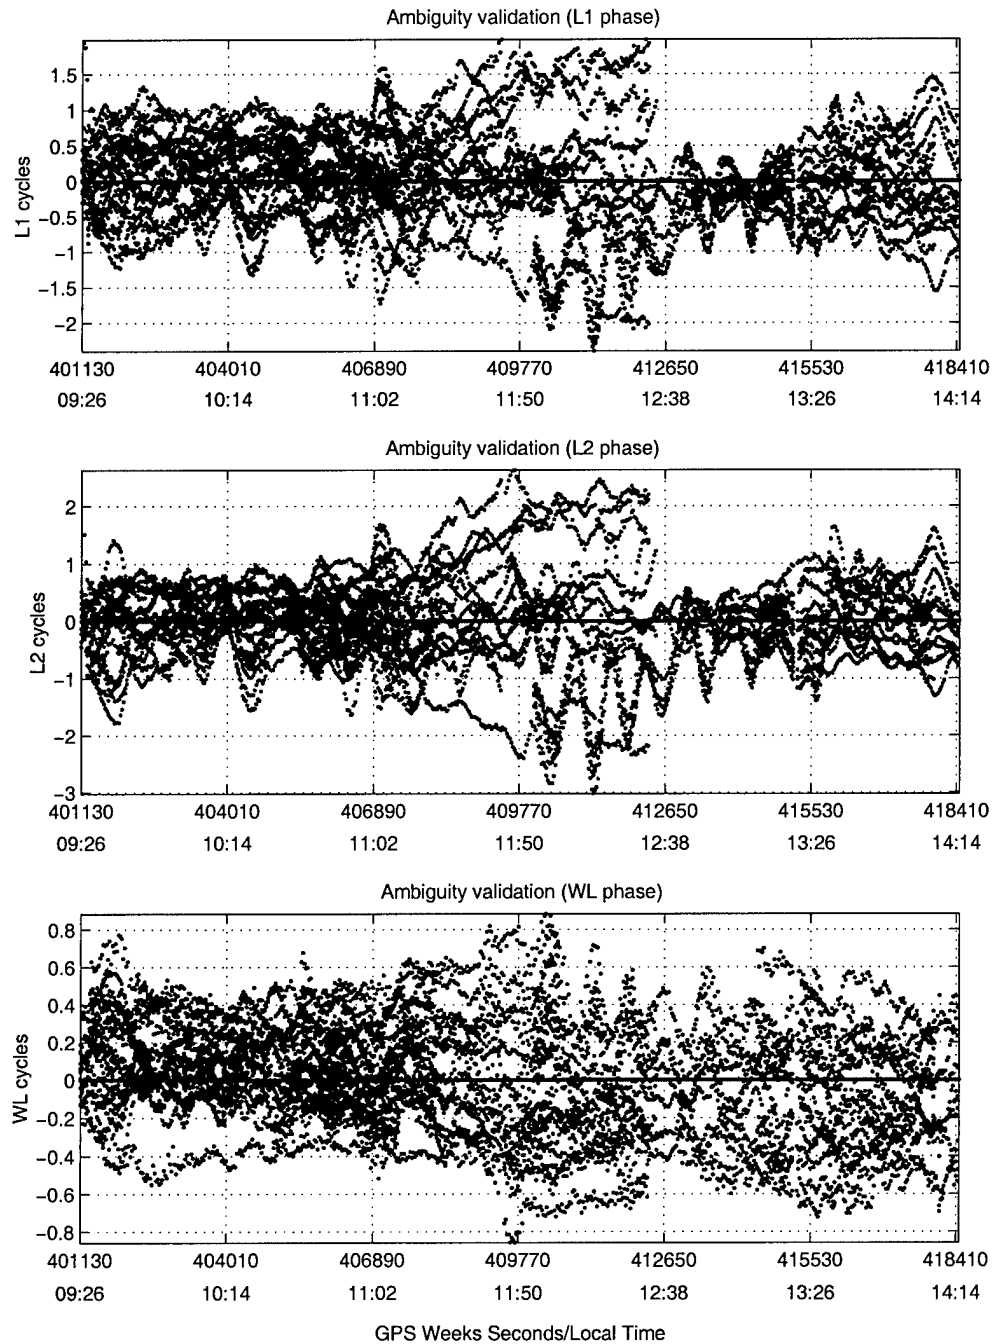 Ambiguity validation (L1 phase)
L1 cycles
1.5
1
0.5
0
−0.5
−1
−1.5
−2
401130 404010 406890 409770 412650 415530 418410
09:26 10:14 11:02 11:50 12:38 13:26 14:14
Ambiguity validation (L2 phase)
L2 cycles
2
1
0
−1
−2
−3
401130 404010 406890 409770 412650 415530 418410
09:26 10:14 11:02 11:50 12:38 13:26 14:14
Ambiguity validation (WL phase)
WL cycles
0.8
0.6
0.4
0.2
0
−0.2
−0.4
−0.6
−0.8
401130 404010 406890 409770 412650 415530 418410
09:26 10:14 11:02 11:50 12:38 13:26 14:14
GPS Weeks Seconds/Local Time